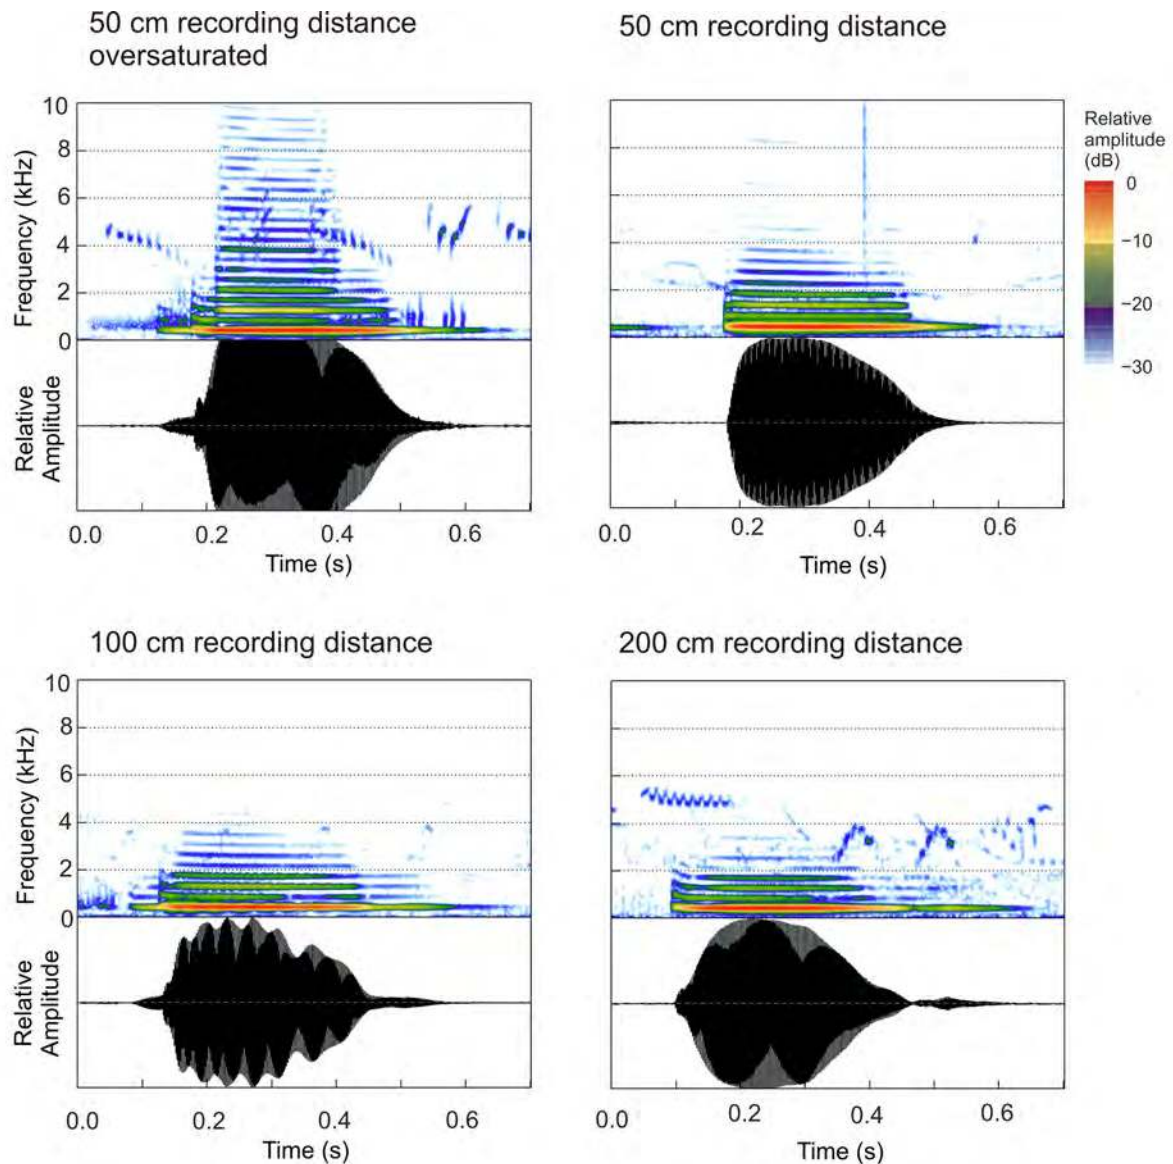 50 cm recording distance
oversaturated
50 cm recording distance
10
8
6
4
2
0
Frequency (kHz)
Relative
Amplitude
0.0 0.2 0.4 0.6
Time (s)
0.2 0.4 0.6
Time (s)
Relative
amplitude
(dB)
0
−10
−20
−30
100 cm recording distance
200 cm recording distance
10
8
6
4
2
0
Frequency (kHz)
Relative
Amplitude
0.0 0.2 0.4 0.6
Time (s)
0.0 0.2 0.4 0.6
Time (s)